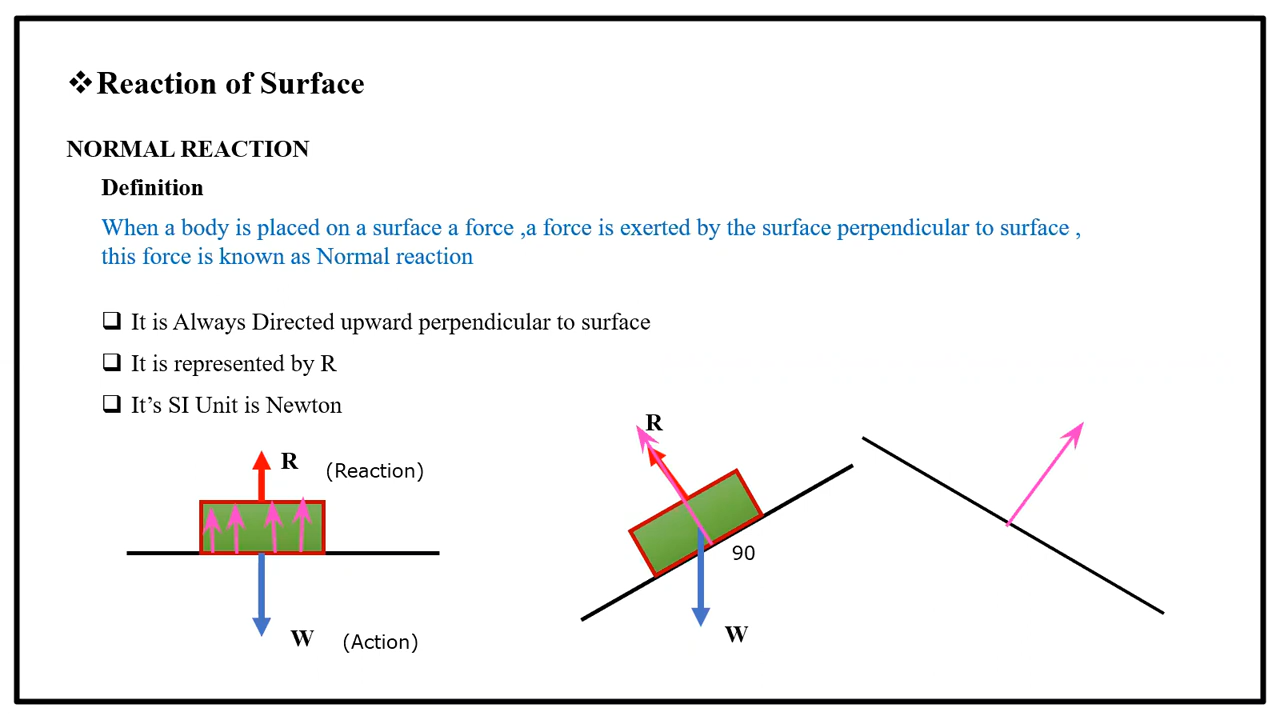 ❖Reaction of Surface
NORMAL REACTION
Definition
When a body is placed on a surface a force ,a force is exerted by the surface perpendicular to surface ,
this force is known as Normal reaction
❑ It is Always Directed upward perpendicular to surface
❑ It is represented by R
❑ It’s SI Unit is Newton
R (Reaction)
W (Action)
R
90
W